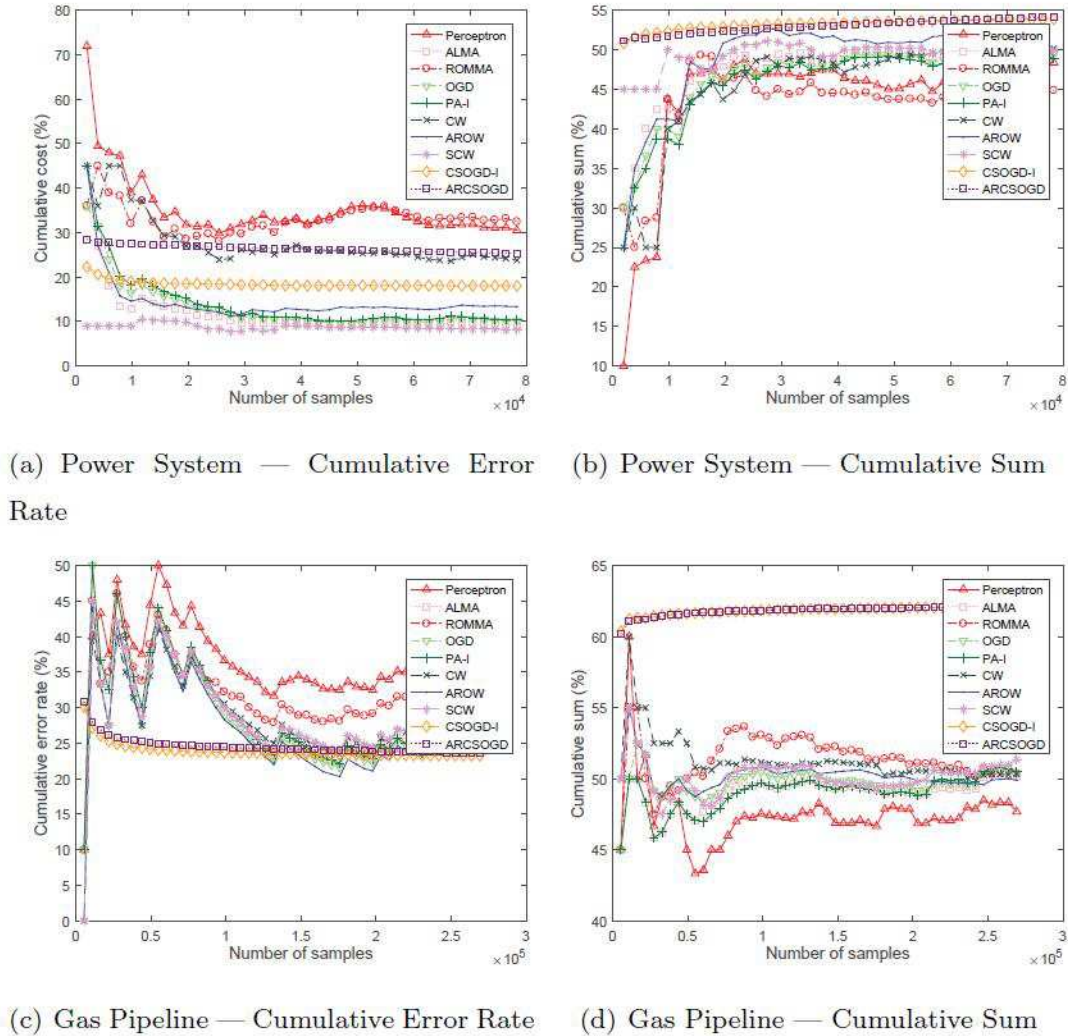 80
70
60
50
40
30
20
10
0
Cumulative cost (%)
Perceptron
ALMA
ROMMA
OGD
PA-I
CW
AROW
SCW
CSOGD-I
ARCSOGD
0 1 2 3 4 5 6 7 8
Number of samples
× 10^4
55
50
45
40
35
30
25
20
15
10
Cumulative sum (%)
Perceptron
ALMA
ROMMA
OGD
PA-I
CW
AROW
SCW
CSOGD-I
ARCSOGD
0 1 2 3 4 5 6 7 8
Number of samples
× 10^4
(a) Power System — Cumulative Error
Rate
(b) Power System — Cumulative Sum
50
45
40
35
30
25
20
15
10
5
0
Cumulative error rate (%)
Perceptron
ALMA
ROMMA
OGD
PA-I
CW
AROW
SCW
CSOGD-I
ARCSOGD
0 0.5 1 1.5 2 2.5 3
Number of samples
× 10^5
65
60
55
50
45
40
Cumulative sum (%)
Perceptron
ALMA
ROMMA
OGD
PA-I
CW
AROW
SCW
CSOGD-I
ARCSOGD
0 0.5 1 1.5 2 2.5 3
Number of samples
× 10^5
(c) Gas Pipeline — Cumulative Error Rate
(d) Gas Pipeline — Cumulative Sum